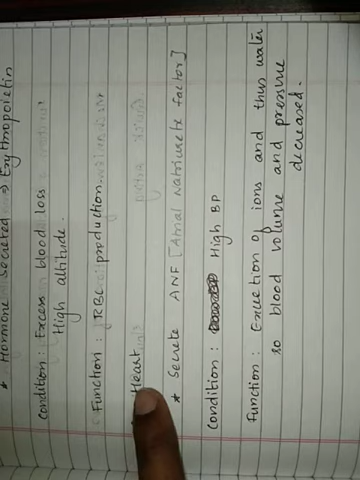 * Hormone secreted => Erythropoietin
Condition : Excess blood loss
High altitude.
Function : RBC production.
Heart
* Secrete ANF [Atrial Natriurete factor]
Condition : High BP
Function : Excretion of ions and thus water
so blood volume and pressure
decreased.